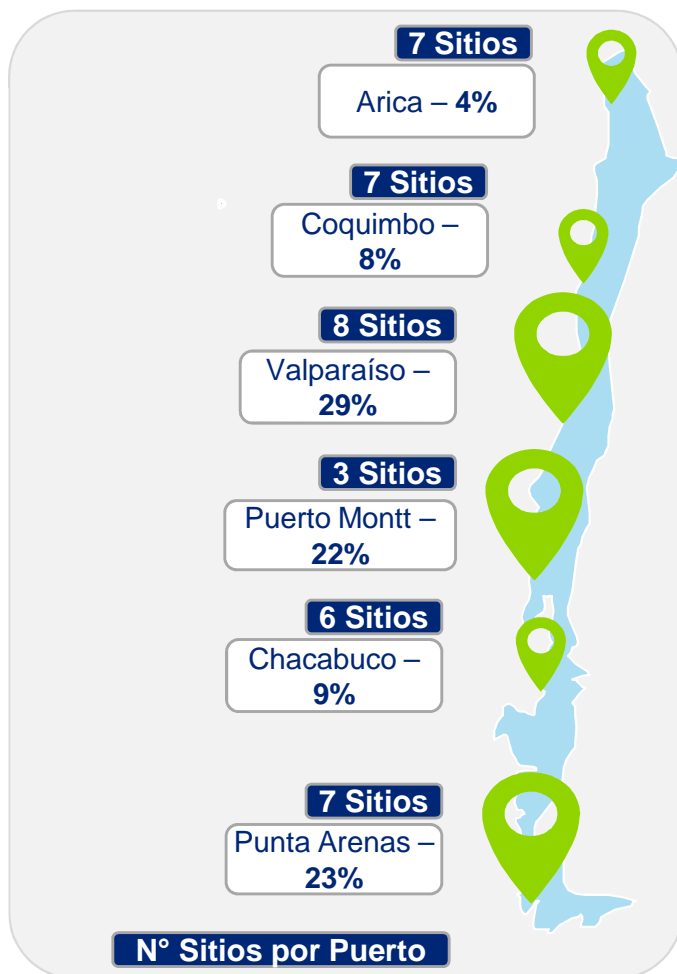 7 Sitios
Arica – 4%
7 Sitios
Coquimbo –
8%
8 Sitios
Valparaíso –
29%
3 Sitios
Puerto Montt –
22%
6 Sitios
Chacabuco –
9%
7 Sitios
Punta Arenas –
23%
N° Sitios por Puerto